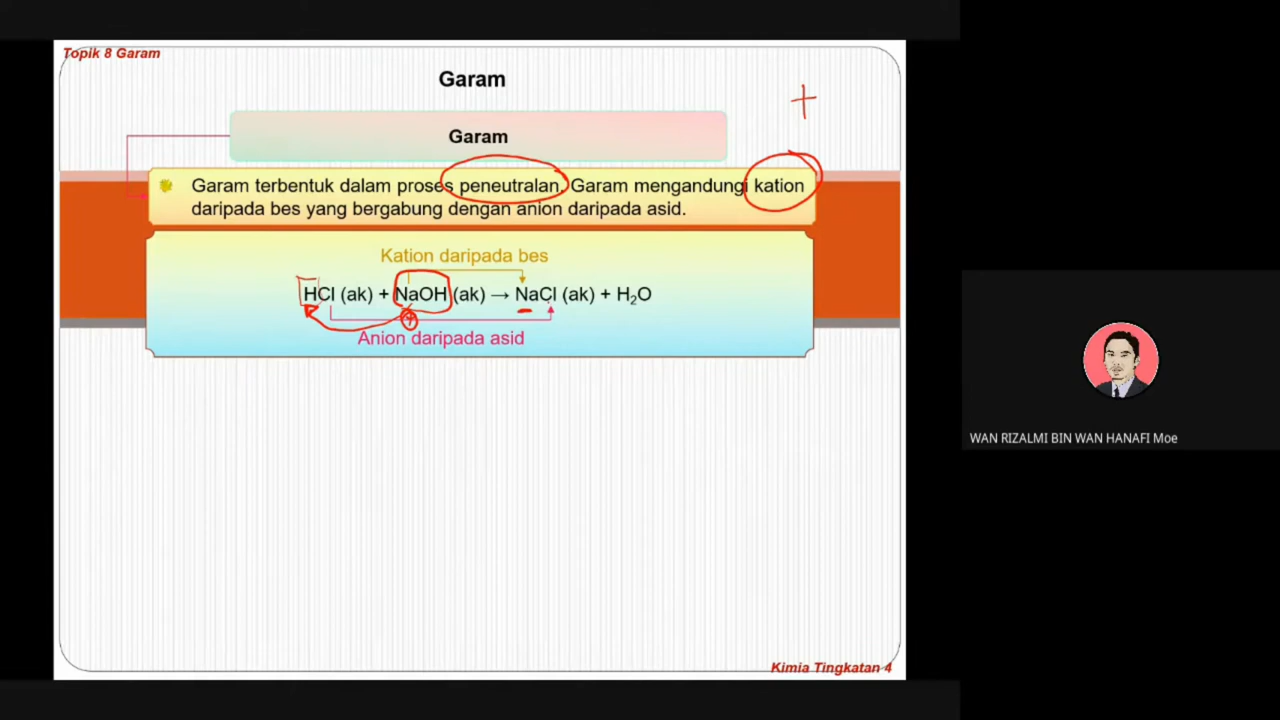 Topik 8 Garam
Garam
+
Garam
Garam terbentuk dalam proses peneutralan. Garam mengandungi kation
daripada bes yang bergabung dengan anion daripada asid.
Kation daripada bes
HCl (ak) + NaOH (ak) → NaCl (ak) + H₂O
+
Anion daripada asid
WAN RIZALMI BIN WAN HANAFI Moe
Kimia Tingkatan 4